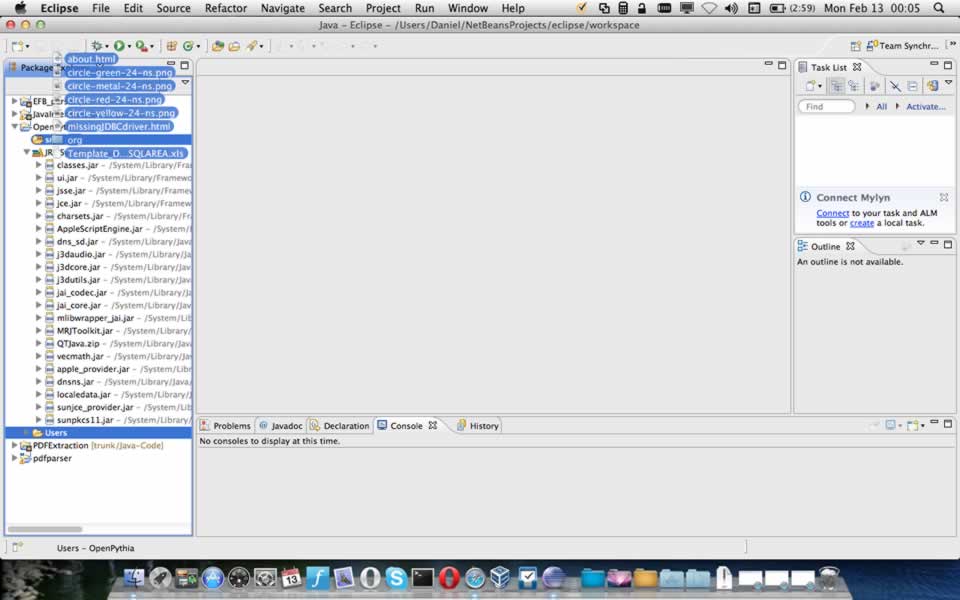 Eclipse File Edit Source Refactor Navigate Search Project Run Window Help (2:59) Mon Feb 13 00:05
Java – Eclipse – /Users/Daniel/NetBeansProjects/eclipse/workspace
Team Synchr...
Package
about.html
circle-green-24-ns.png
circle-metal-24-ns.png
circle-red-24-ns.png
circle-yellow-24-ns.png
missingJDBCdriver.html
org
Template_D...SQLAREA.xls
classes.jar – /System/Library/Fram
ui.jar – /System/Library/Framewor
jsse.jar – /System/Library/Framew
jce.jar – /System/Library/Framewo
charsets.jar – /System/Library/Fra
AppleScriptEngine.jar – /System/L
dns_sd.jar – /System/Library/Java
j3daudio.jar – /System/Library/Ja
j3dcore.jar – /System/Library/Jav
j3dutils.jar – /System/Library/Jav
jai_codec.jar – /System/Library/Ja
jai_core.jar – /System/Library/Jav
mlibwrapper_jai.jar – /System/Lib
MRJToolkit.jar – /System/Library/J
QTJava.zip – /System/Library/Java
vecmath.jar – /System/Library/Jav
apple_provider.jar – /System/Libra
dnsns.jar – /System/Library/Java/
localedata.jar – /System/Library/J
sunjce_provider.jar – /System/Lib
sunpkcs11.jar – /System/Library/J
Users
PDFExtraction [trunk/Java-Code]
pdfparser
Task List
Find All Activate...
Connect Mylyn
Connect to your task and ALM
tools or create a local task.
Outline
An outline is not available.
Problems Javadoc Declaration Console History
No consoles to display at this time.
Users – OpenPythia
13